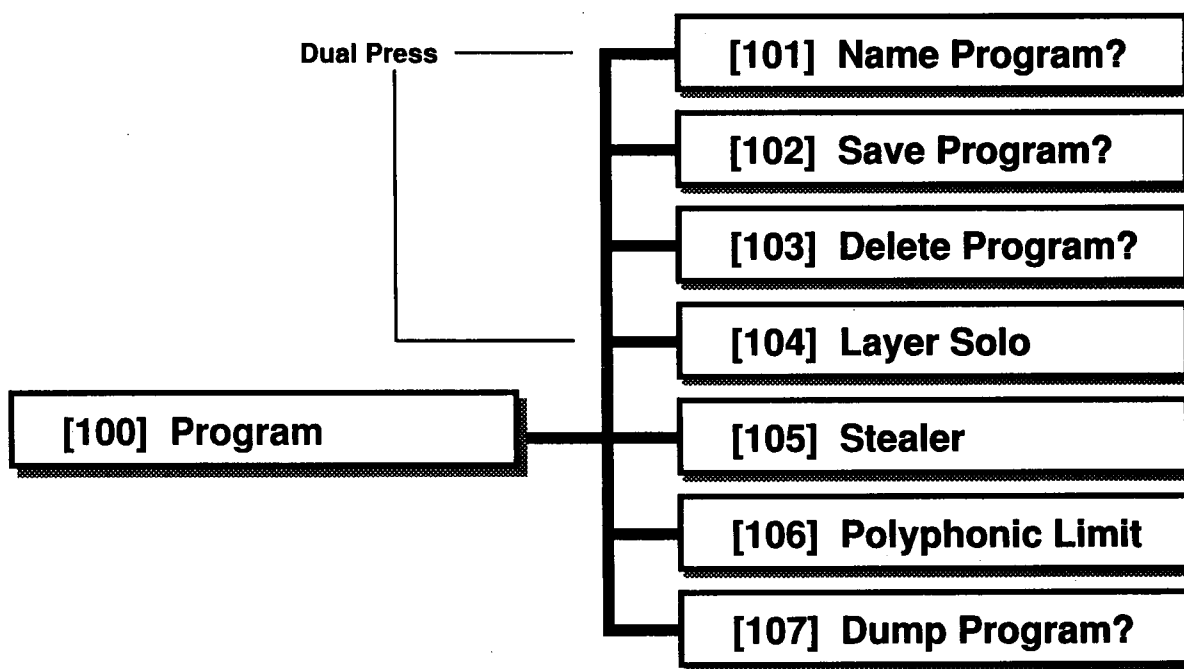 Dual Press
[101] Name Program?
[102] Save Program?
[103] Delete Program?
[104] Layer Solo
[100] Program
[105] Stealer
[106] Polyphonic Limit
[107] Dump Program?